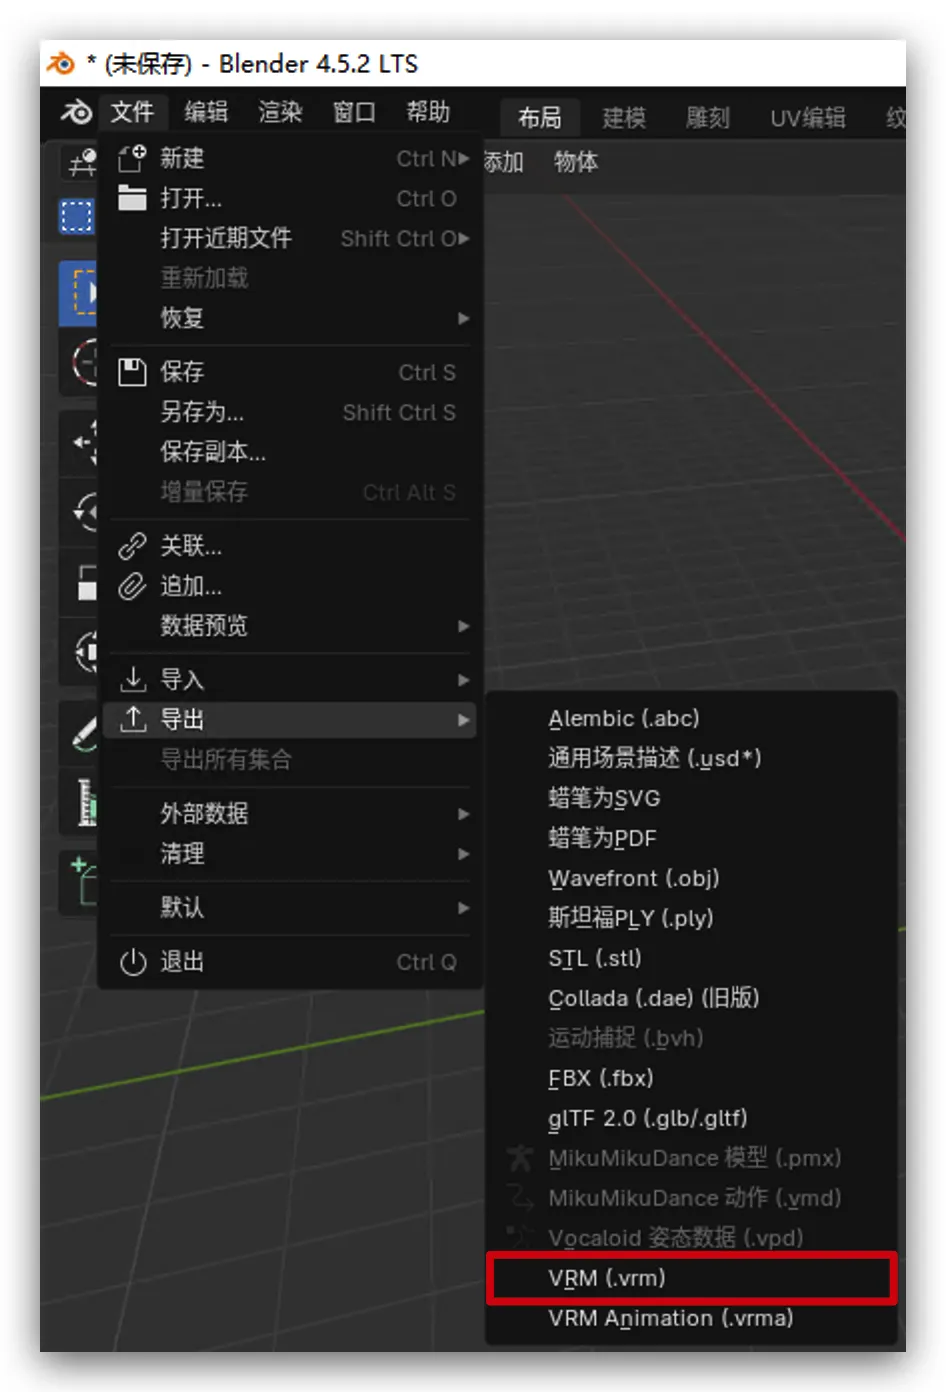 * (未保存) - Blender 4.5.2 LTS
文件 编辑 渲染 窗口 帮助 布局 建模 雕刻 UV编辑 纹
添加 物体
新建 Ctrl N
打开... Ctrl O
打开近期文件 Shift Ctrl O
重新加载
恢复
保存 Ctrl S
另存为... Shift Ctrl S
保存副本...
增量保存 Ctrl Alt S
关联...
追加...
数据预览
导入
导出
导出所有集合
外部数据
清理
默认
退出 Ctrl Q
Alembic (.abc)
通用场景描述 (.usd*)
蜡笔为SVG
蜡笔为PDF
Wavefront (.obj)
斯坦福PLY (.ply)
STL (.stl)
Collada (.dae) (旧版)
运动捕捉 (.bvh)
FBX (.fbx)
glTF 2.0 (.glb/.gltf)
MikuMikuDance 模型 (.pmx)
MikuMikuDance 动作 (.vmd)
Vocaloid 姿态数据 (.vpd)
VRM (.vrm)
VRM Animation (.vrma)